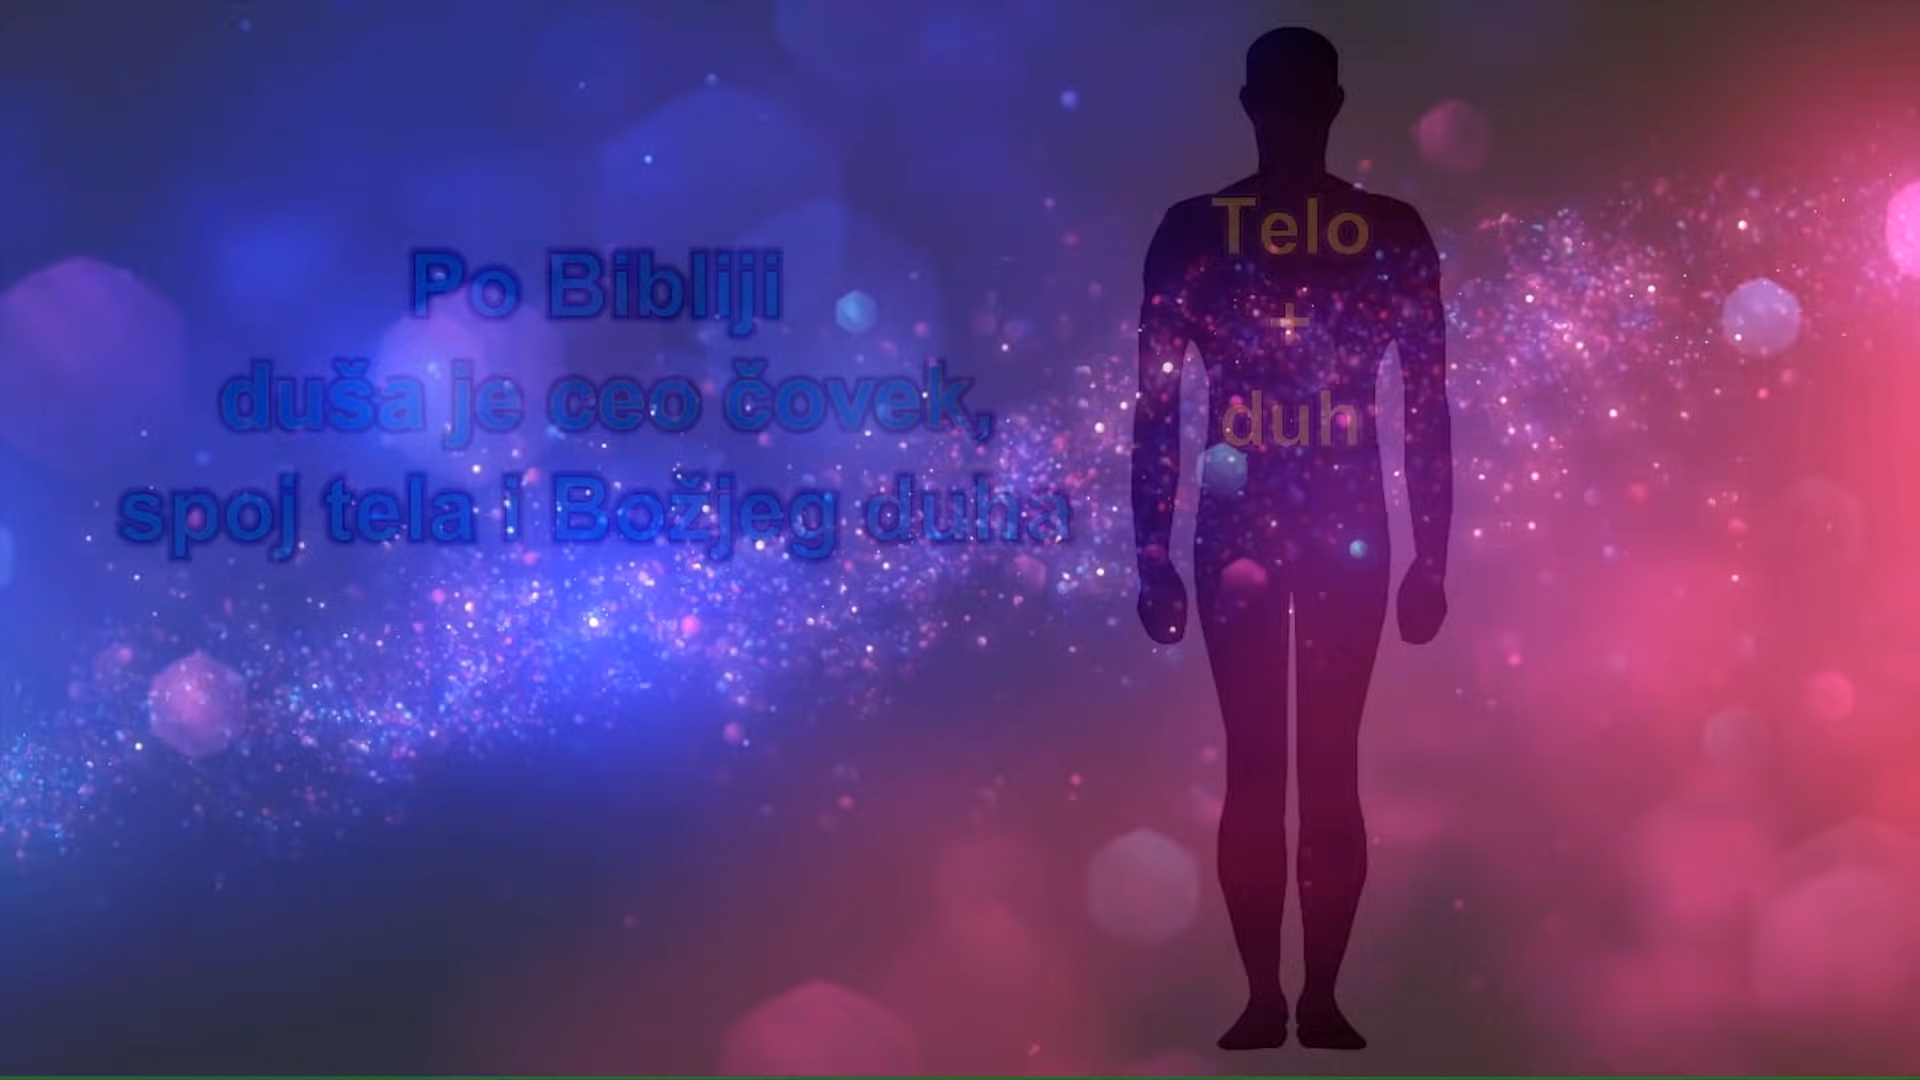 Po Bibliji
duša je ceo čovek,
spoj tela i Božjeg duha
Telo
+
duh